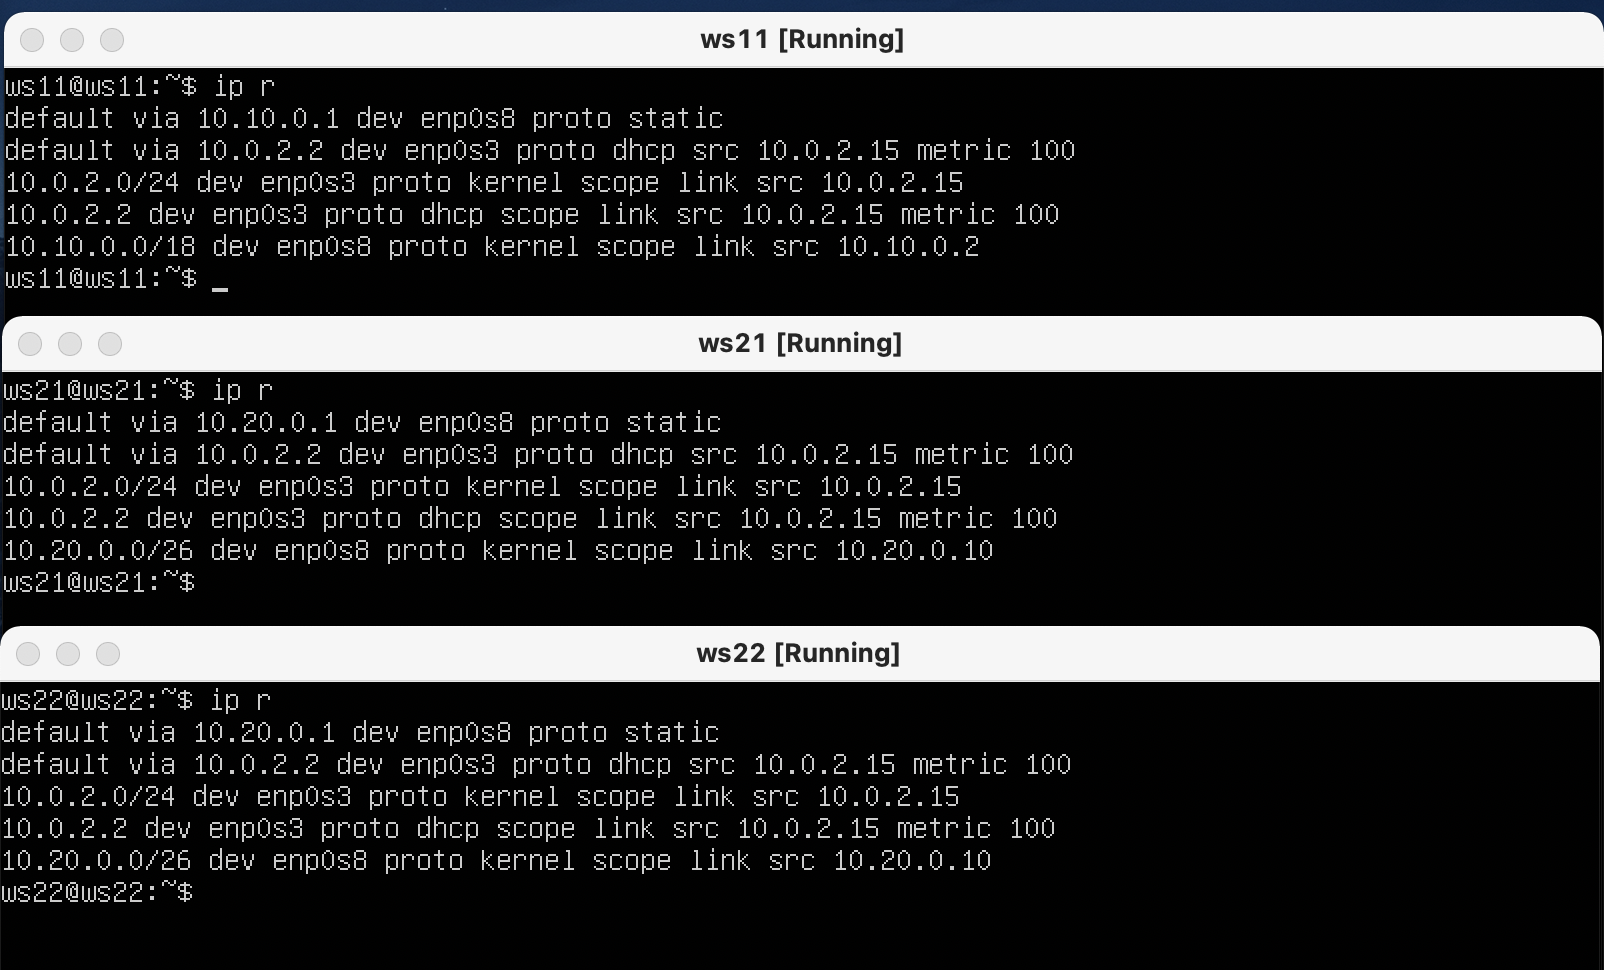 ws11 [Running]
ws11@ws11:~$ ip r
default via 10.10.0.1 dev enp0s8 proto static
default via 10.0.2.2 dev enp0s3 proto dhcp src 10.0.2.15 metric 100
10.0.2.0/24 dev enp0s3 proto kernel scope link src 10.0.2.15
10.0.2.2 dev enp0s3 proto dhcp scope link src 10.0.2.15 metric 100
10.10.0.0/18 dev enp0s8 proto kernel scope link src 10.10.0.2
ws11@ws11:~$ _
ws21 [Running]
ws21@ws21:~$ ip r
default via 10.20.0.1 dev enp0s8 proto static
default via 10.0.2.2 dev enp0s3 proto dhcp src 10.0.2.15 metric 100
10.0.2.0/24 dev enp0s3 proto kernel scope link src 10.0.2.15
10.0.2.2 dev enp0s3 proto dhcp scope link src 10.0.2.15 metric 100
10.20.0.0/26 dev enp0s8 proto kernel scope link src 10.20.0.10
ws21@ws21:~$
ws22 [Running]
ws22@ws22:~$ ip r
default via 10.20.0.1 dev enp0s8 proto static
default via 10.0.2.2 dev enp0s3 proto dhcp src 10.0.2.15 metric 100
10.0.2.0/24 dev enp0s3 proto kernel scope link src 10.0.2.15
10.0.2.2 dev enp0s3 proto dhcp scope link src 10.0.2.15 metric 100
10.20.0.0/26 dev enp0s8 proto kernel scope link src 10.20.0.10
ws22@ws22:~$